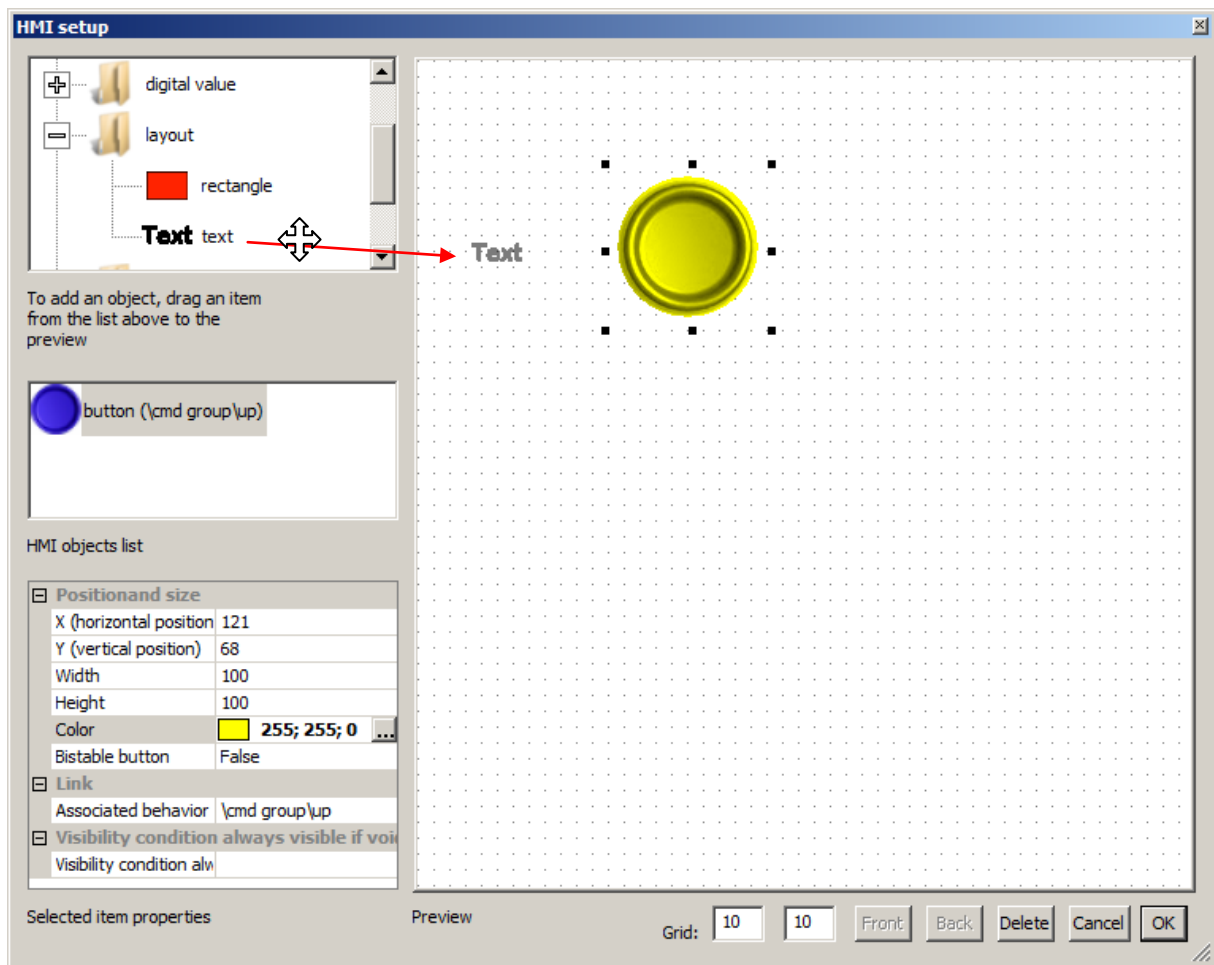 HMI setup
digital value
layout
rectangle
Text text
Text
To add an object, drag an item
from the list above to the
preview
button (\cmd group\up)
HMI objects list
Positionand size
X (horizontal position 121
Y (vertical position) 68
Width 100
Height 100
Color 255; 255; 0 ...
Bistable button False
Link
Associated behavior \cmd group\up
Visibility condition always visible if voi
Visibility condition alw
Selected item properties
Preview
Grid: 10 10 Front Back Delete Cancel OK